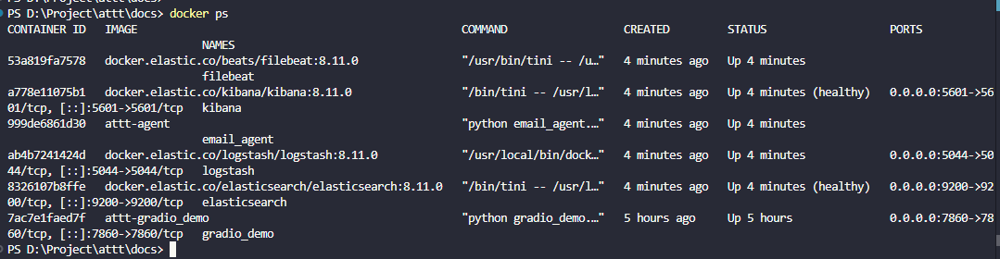 PS D:\Project\attt\docs>
PS D:\Project\attt\docs> docker ps
CONTAINER ID   IMAGE                                                  COMMAND                  CREATED         STATUS                   PORTS
                               NAMES
53a819fa7578   docker.elastic.co/beats/filebeat:8.11.0                "/usr/bin/tini -- /u…"   4 minutes ago   Up 4 minutes
                               filebeat
a778e11075b1   docker.elastic.co/kibana/kibana:8.11.0                 "/bin/tini -- /usr/l…"   4 minutes ago   Up 4 minutes (healthy)   0.0.0.0:5601->56
01/tcp, [::]:5601->5601/tcp   kibana
999de6861d30   attt-agent                                             "python email_agent.…"   4 minutes ago   Up 4 minutes
                               email_agent
ab4b7241424d   docker.elastic.co/logstash/logstash:8.11.0             "/usr/local/bin/dock…"   4 minutes ago   Up 4 minutes             0.0.0.0:5044->50
44/tcp, [::]:5044->5044/tcp   logstash
8326107b8ffe   docker.elastic.co/elasticsearch/elasticsearch:8.11.0   "/bin/tini -- /usr/l…"   4 minutes ago   Up 4 minutes (healthy)   0.0.0.0:9200->92
00/tcp, [::]:9200->9200/tcp   elasticsearch
7ac7e1faed7f   attt-gradio_demo                                       "python gradio_demo.…"   5 hours ago     Up 5 hours               0.0.0.0:7860->78
60/tcp, [::]:7860->7860/tcp   gradio_demo
PS D:\Project\attt\docs>